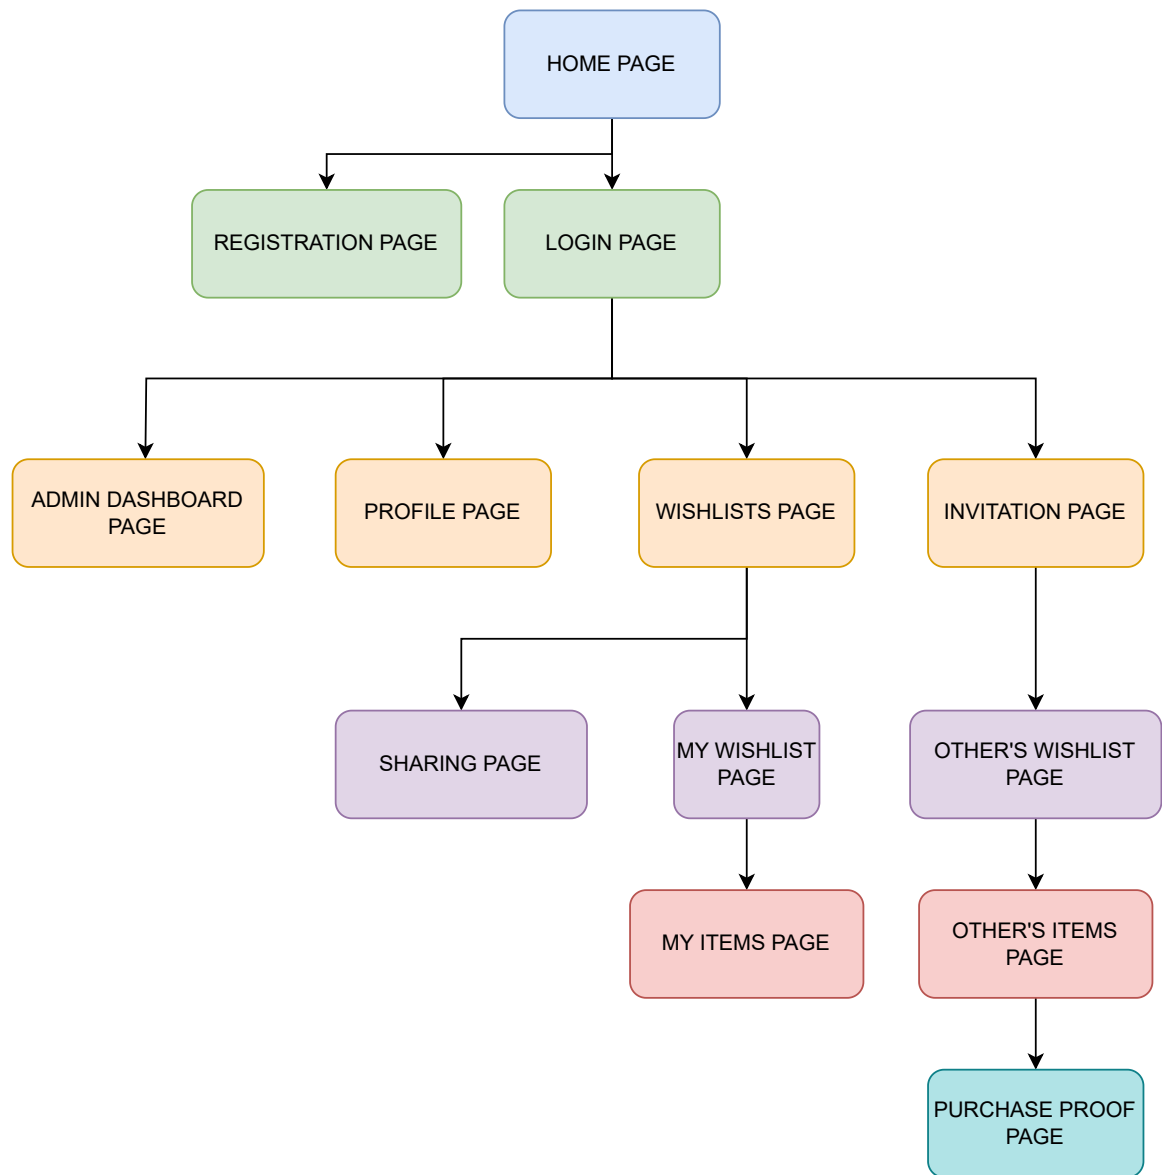 HOME PAGE
REGISTRATION PAGE
LOGIN PAGE
ADMIN DASHBOARD
PAGE
PROFILE PAGE
WISHLISTS PAGE
INVITATION PAGE
SHARING PAGE
MY WISHLIST
PAGE
OTHER'S WISHLIST
PAGE
MY ITEMS PAGE
OTHER'S ITEMS
PAGE
PURCHASE PROOF
PAGE